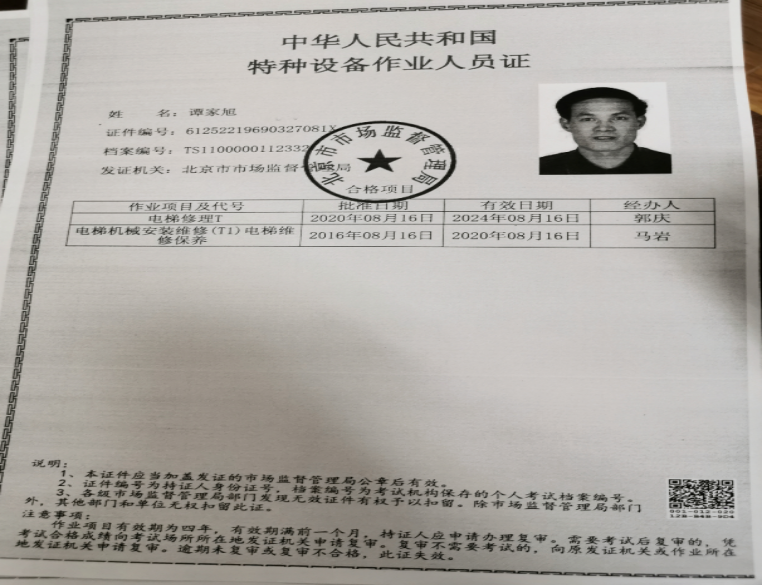 中华人民共和国
特种设备作业人员证
姓 名：谭家旭
证件编号：61252219690327081X
档案编号：TS1100000112332
发证机关：北京市市场监督管理局
北京市市场监督管理局
合格项目
作业项目及代号 批准日期 有效日期 经办人
电梯修理T 2020年08月16日 2024年08月16日 郭庆
电梯机械安装维修(T1)电梯维 2016年08月16日 2020年08月16日 马岩
修保养
说明：
1、本证件应当加盖发证的市场监督管理局公章后有效。
2、证件编号为持证人身份证号，档案编号为考试机构保存的个人考试档案编号。
3、各级市场监督管理局部门发现无效证件有权予以扣留。除市场监督管理局部门
外，其他部门和单位无权扣留此证。
注意事项：
作业项目有效期为四年，有效期满前一个月，持证人应申请办理复审。需要考试后复审的，凭
考试合格成绩向考试场所所在地发证机关申请复审。复审不需要考试的，向原发证机关或作业所在
地发证机关申请复审。逾期未复审或复审不合格，此证失效。